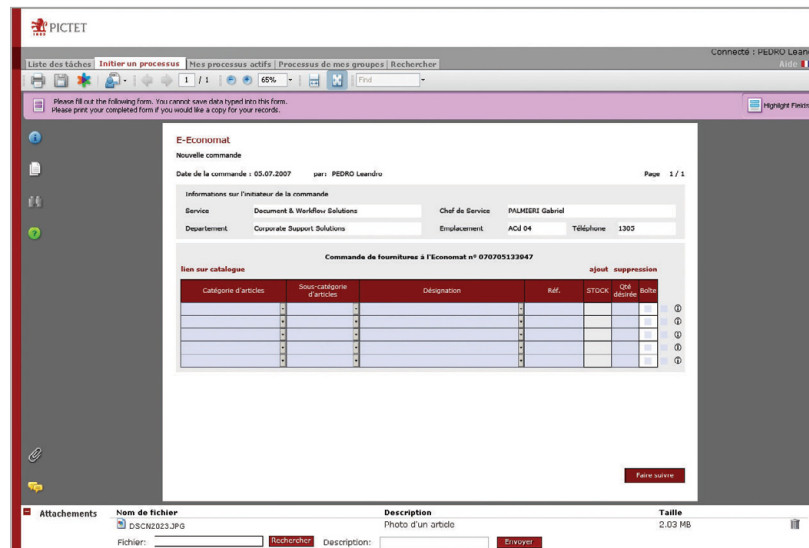 PICTET
Connecté : PEDRO Leand
Liste des tâches | Initier un processus | Mes processus actifs | Processus de mes groupes | Rechercher
Aide
1 / 1 65% Find
Please fill out the following form. You cannot save data typed into this form.
Please print your completed form if you would like a copy for your records.
Highlight Fields
E-Economat
Nouvelle commande
Date de la commande : 05.07.2007 par: PEDRO Leandro Page 1 / 1
Informations sur l'initiateur de la commande
Service Document & Workflow Solutions Chef de Service PALMIERI Gabriel
Departement Corporate Support Solutions Emplacement ACd 04 Téléphone 1303
Commande de fournitures à l'Economat n° 070705133947
lien sur catalogue ajout suppression
Catégorie d'articles Sous-catégorie d'articles Désignation Réf. STOCK Qté désirée Boîte
Faire suivre
Attachements Nom de fichier Description Taille
DSCN2023.JPG Photo d'un article 2.03 MB
Fichier: Rechercher Description: Envoyer